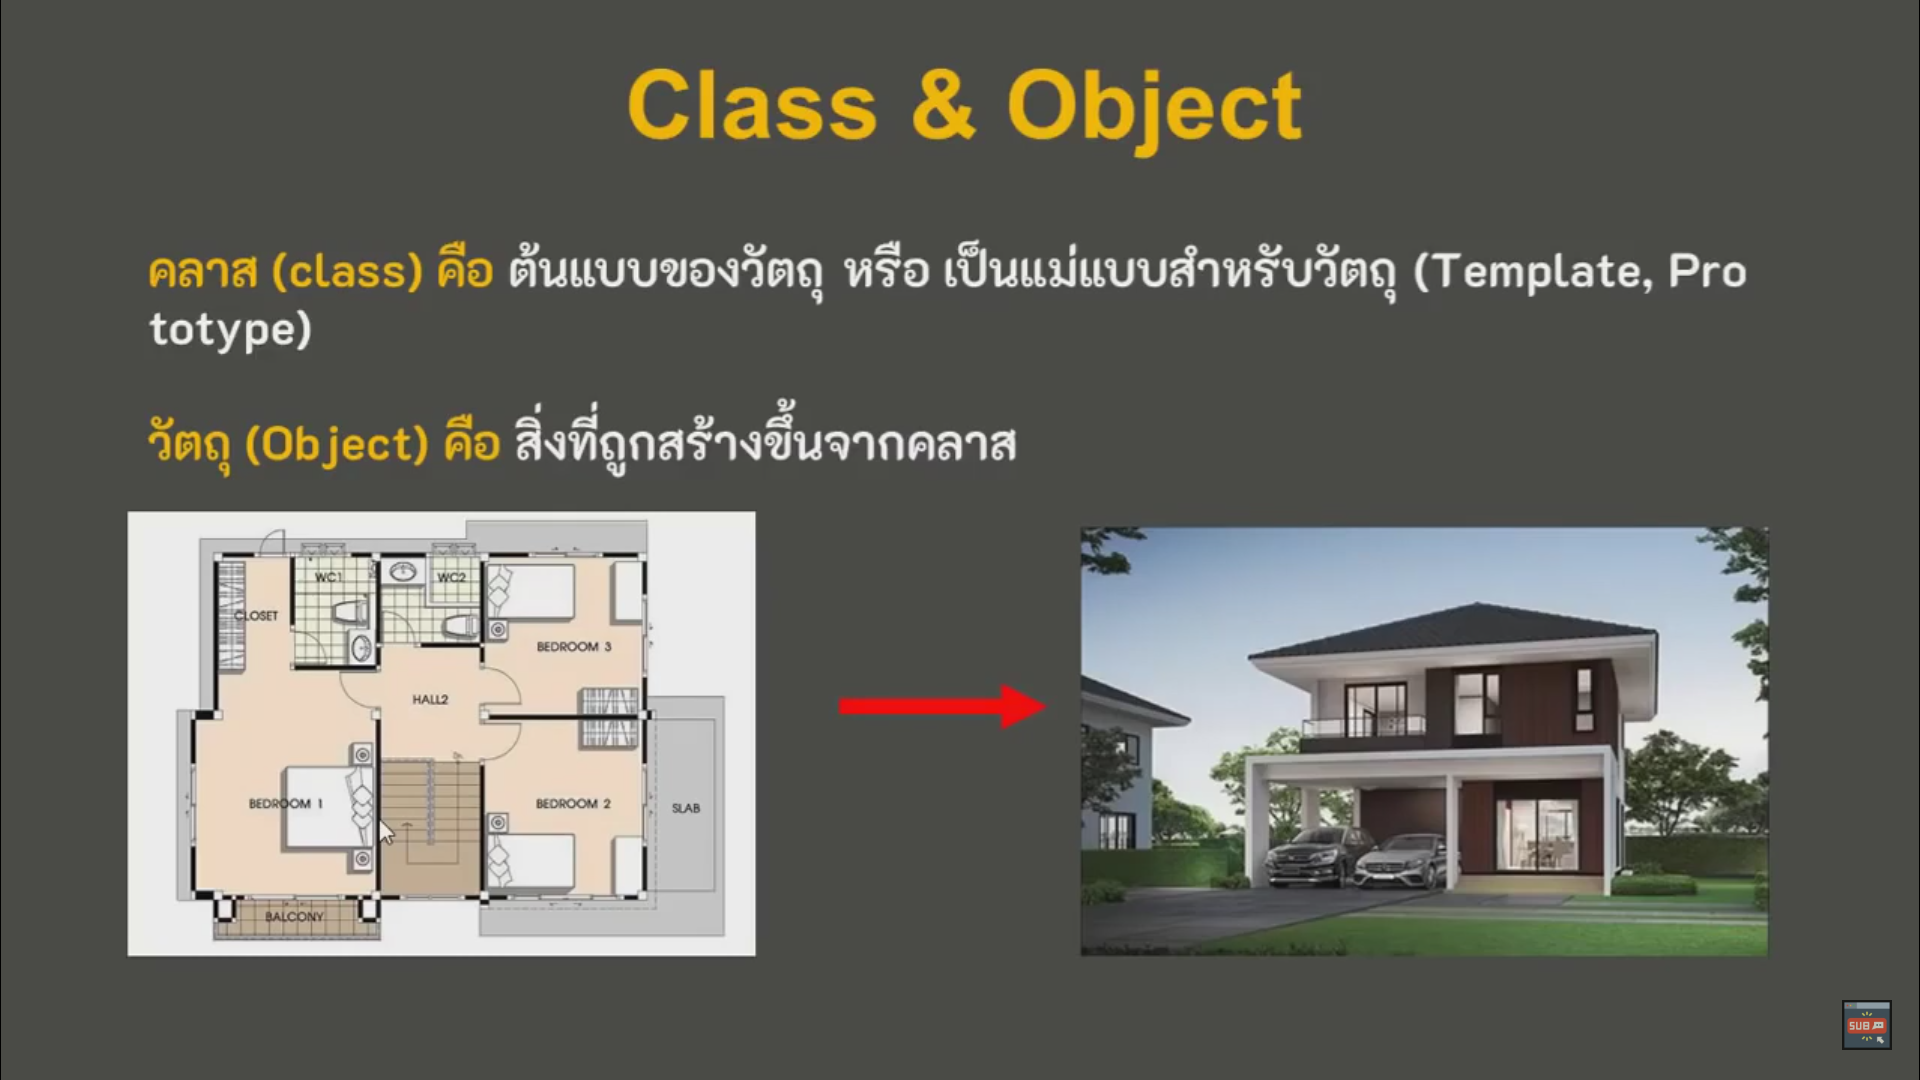 Class & Object
คลาส (class) คือ ต้นแบบของวัตถุ หรือ เป็นแม่แบบสำหรับวัตถุ (Template, Pro
totype)
วัตถุ (Object) คือ สิ่งที่ถูกสร้างขึ้นจากคลาส
WC1
WC2
CLOSET
BEDROOM 3
HALL2
BEDROOM 1
BEDROOM 2
SLAB
BALCONY
SUB